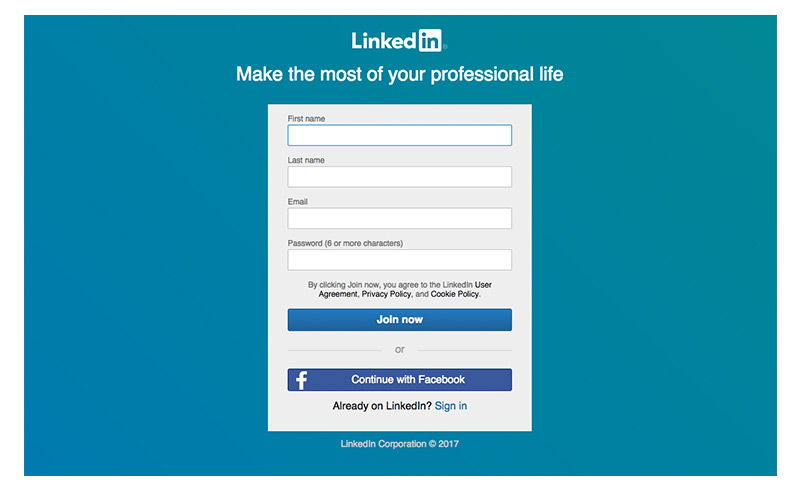 Linked in
Make the most of your professional life
First name
Last name
Email
Password (6 or more characters)
By clicking Join now, you agree to the LinkedIn User
Agreement, Privacy Policy, and Cookie Policy.
Join now
or
f Continue with Facebook
Already on LinkedIn? Sign in
LinkedIn Corporation © 2017